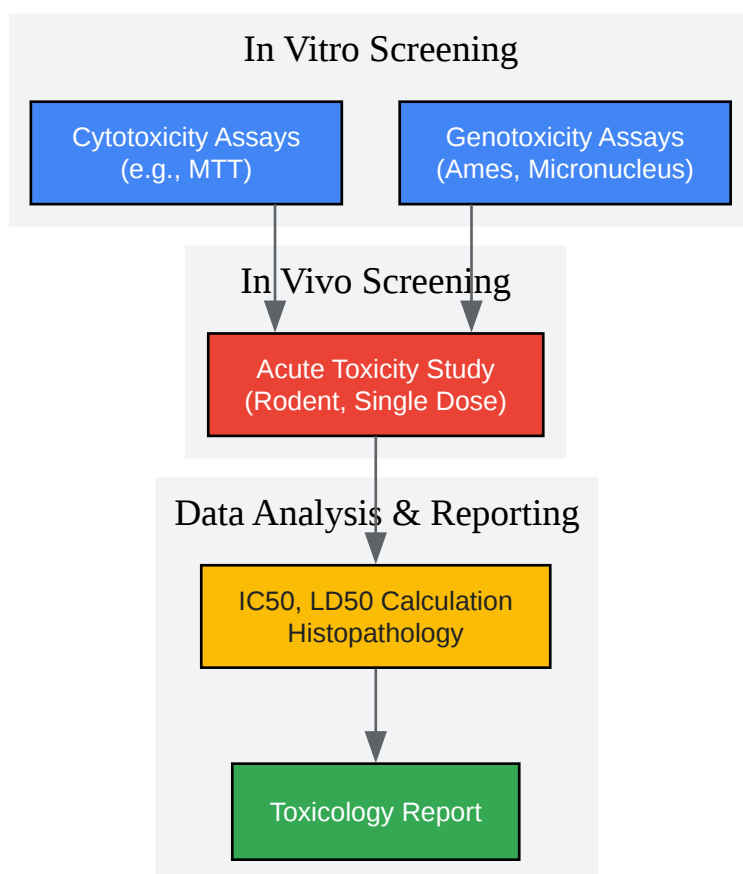 In Vitro Screening
Cytotoxicity Assays
(e.g., MTT)
Genotoxicity Assays
(Ames, Micronucleus)
In Vivo Screening
Acute Toxicity Study
(Rodent, Single Dose)
Data Analysis & Reporting
IC50, LD50 Calculation
Histopathology
Toxicology Report